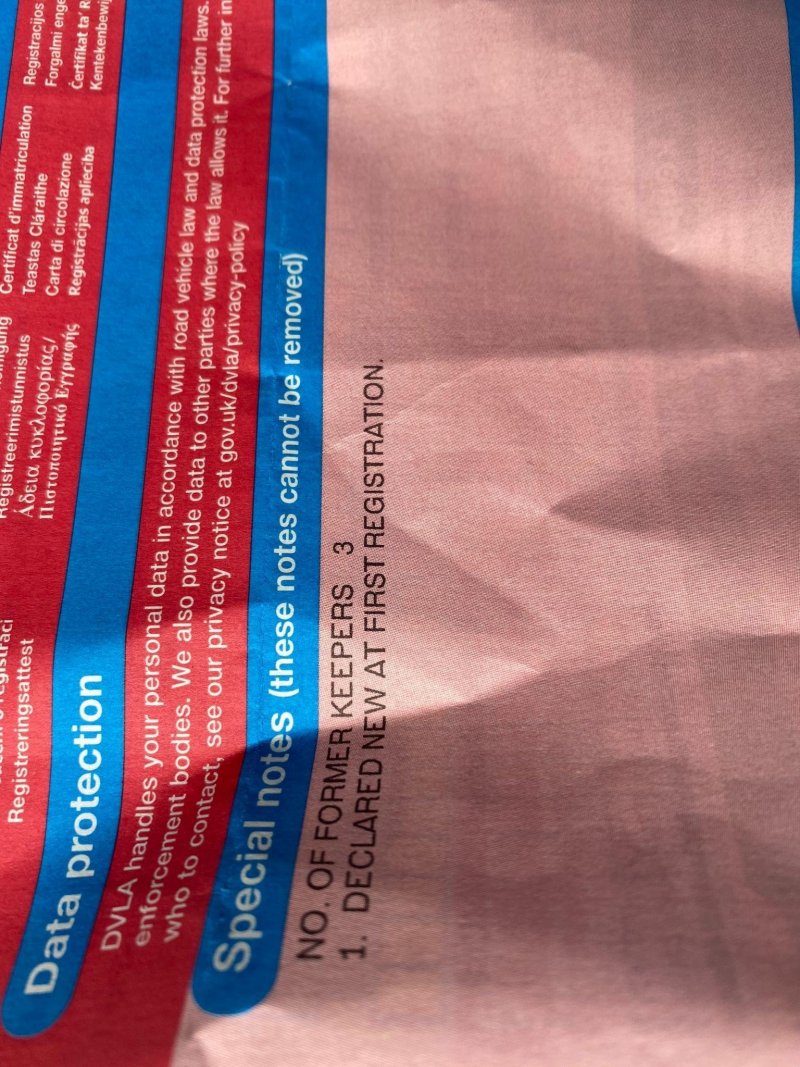 Registracijos
Forgalmi enge
Ċertifikat ta' R
Kentekenbewij
Certificat d'immatriculation
Teastas Cláraithe
Carta di circolazione
Reģistrācijas apliecība
Registreerimistunnistus
Άδεια κυκλοφορίας/
Πιστοποιητικό Εγγραφής
Registreringsattest
Data protection
DVLA handles your personal data in accordance with road vehicle law and data protection laws.
enforcement bodies. We also provide data to other parties where the law allows it. For further in
who to contact, see our privacy notice at gov.uk/dvla/privacy-policy
Special notes (these notes cannot be removed)
NO. OF FORMER KEEPERS 3
1. DECLARED NEW AT FIRST REGISTRATION.